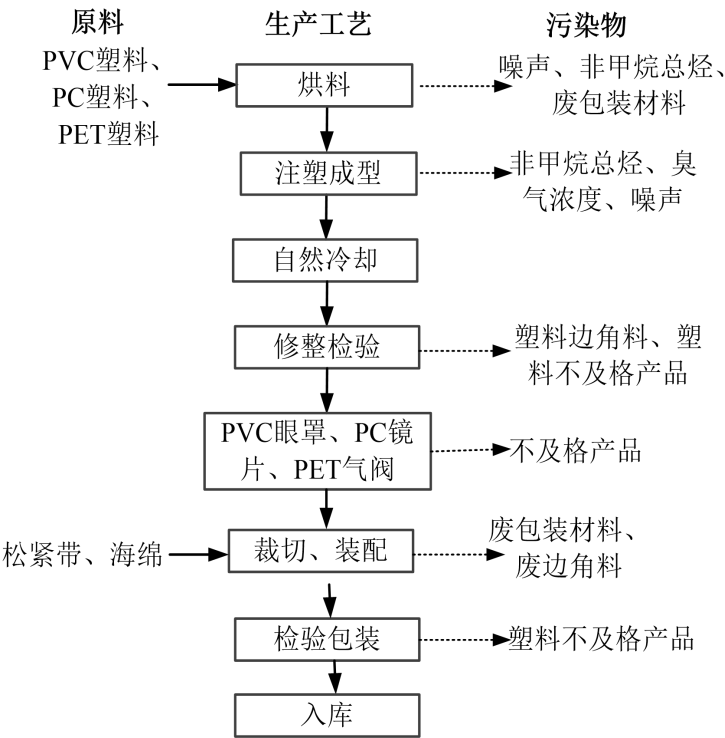 原料
生产工艺
污染物
PVC塑料、
PC塑料、
PET塑料
烘料
噪声、非甲烷总烃、
废包装材料
注塑成型
非甲烷总烃、臭
气浓度、噪声
自然冷却
修整检验
塑料边角料、塑
料不及格产品
PVC眼罩、PC镜
片、PET气阀
不及格产品
松紧带、海绵
裁切、装配
废包装材料、
废边角料
检验包装
塑料不及格产品
入库